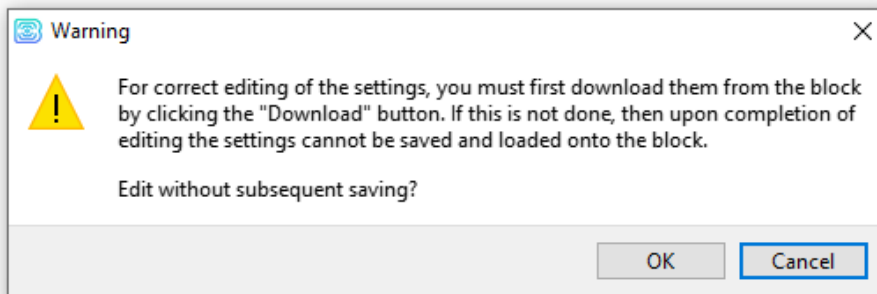 Warning
For correct editing of the settings, you must first download them from the block
by clicking the "Download" button. If this is not done, then upon completion of
editing the settings cannot be saved and loaded onto the block.
Edit without subsequent saving?
OK
Cancel